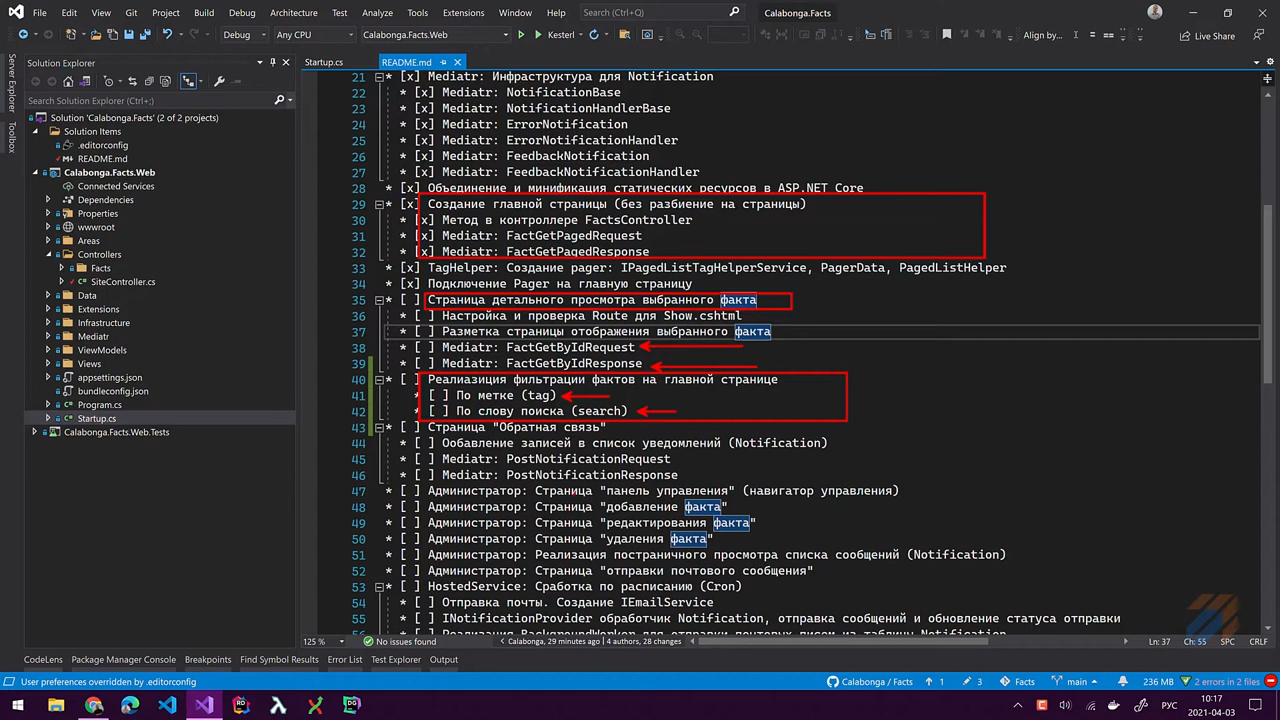 File Edit View Git Project Build Debug Architecture Test Analyze Tools Extensions Window Help Search (Ctrl+;) Calabonga.Facts
Debug Any CPU Calabonga.Facts.Web Kestrel Align by... Live Share
Server Explorer
Toolbox
Solution Explorer
Search Solution Explorer (Ctrl+;)
Solution 'Calabonga.Facts' (2 of 2 projects)
Solution Items
.editorconfig
README.md
Calabonga.Facts.Web
Connected Services
Dependencies
Properties
wwwroot
Areas
Controllers
Facts
SiteController.cs
Data
Extensions
Infrastructure
Mediatr
ViewModels
Views
appsettings.json
bundleconfig.json
Program.cs
Startup.cs
Calabonga.Facts.Web.Tests
Startup.cs README.md
21 * [x] Mediatr: Инфраструктура для Notification
22 * [x] Mediatr: NotificationBase
23 * [x] Mediatr: NotificationHandlerBase
24 * [x] Mediatr: ErrorNotification
25 * [x] Mediatr: ErrorNotificationHandler
26 * [x] Mediatr: FeedbackNotification
27 * [x] Mediatr: FeedbackNotificationHandler
28 * [x] Объединение и минификация статических ресурсов в ASP.NET Core
29 * [x] Создание главной страницы (без разбиение на страницы)
30 * [x] Метод в контроллере FactsController
31 * [x] Mediatr: FactGetPagedRequest
32 * [x] Mediatr: FactGetPagedResponse
33 * [x] TagHelper: Создание pager: IPagedListTagHelperService, PagerData, PagedListHelper
34 * [x] Подключение Pager на главную страницу
35 * [ ] Страница детального просмотра выбранного факта
36 * [ ] Настройка и проверка Route для Show.cshtml
37 * [ ] Разметка страницы отображения выбранного факта
38 * [ ] Mediatr: FactGetByIdRequest
39 * [ ] Mediatr: FactGetByIdResponse
40 * [ ] Реалиазиция фильтрации фактов на главной странице
41 * [ ] По метке (tag)
42 * [ ] По слову поиска (search)
43 * [ ] Страница "Обратная связь"
44 * [ ] Ообавление записей в список уведомлений (Notification)
45 * [ ] Mediatr: PostNotificationRequest
46 * [ ] Mediatr: PostNotificationResponse
47 * [ ] Администратор: Страница "панель управления" (навигатор управления)
48 * [ ] Администратор: Страница "добавление факта"
49 * [ ] Администратор: Страница "редактирования факта"
50 * [ ] Администратор: Страница "удаления факта"
51 * [ ] Администратор: Реализация постраничного просмотра списка сообщений (Notification)
52 * [ ] Администратор: Страница "отправки почтового сообщения"
53 * [ ] HostedService: Сработка по расписанию (Cron)
54 * [ ] Отправка почты. Создание IEmailService
55 * [ ] INotificationProvider обработчик Notification, отправка сообщений и обновление статуса отправки
56 * [ ] Реализация BackgroundWorker для отправки почтовых писем из таблицы Notification
125 % No issues found Calabonga, 29 minutes ago | 4 authors, 28 changes Ln: 37 Ch: 55 SPC CRLF
CodeLens Package Manager Console Breakpoints Find Symbol Results Error List Test Explorer Output
User preferences overridden by .editorconfig Calabonga / Facts 1 3 Facts main 236 MB 2 errors in 2 files
РУС 10:17
2021-04-03